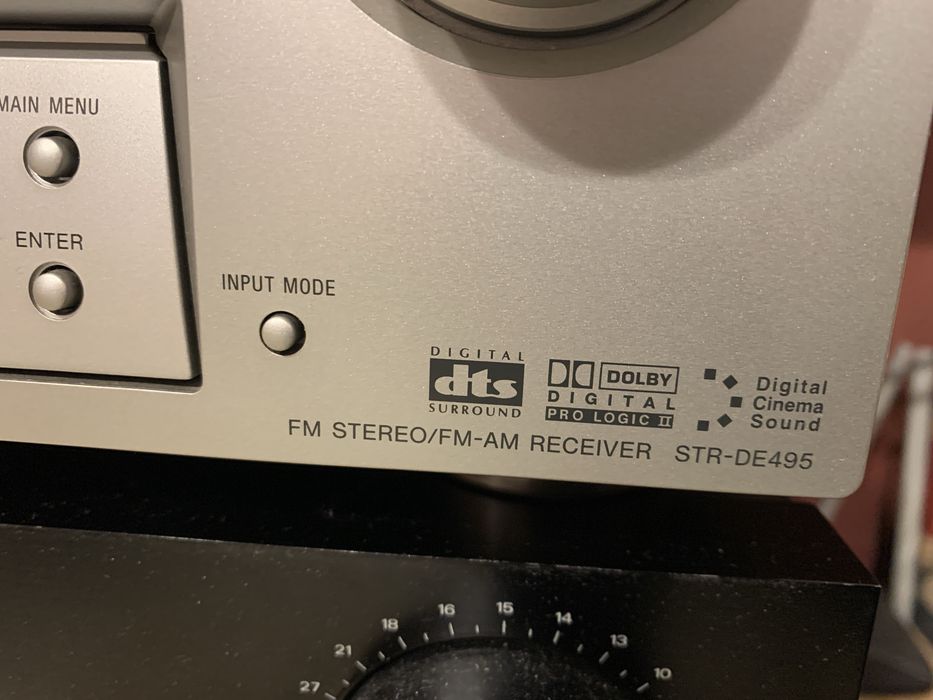 MAIN MENU
ENTER
INPUT MODE
DIGITAL
dts
SURROUND
DOLBY
DIGITAL
PRO LOGIC II
Digital
Cinema
Sound
FM STEREO/FM-AM RECEIVER STR-DE495
27 21 18 16 15 14 13 10